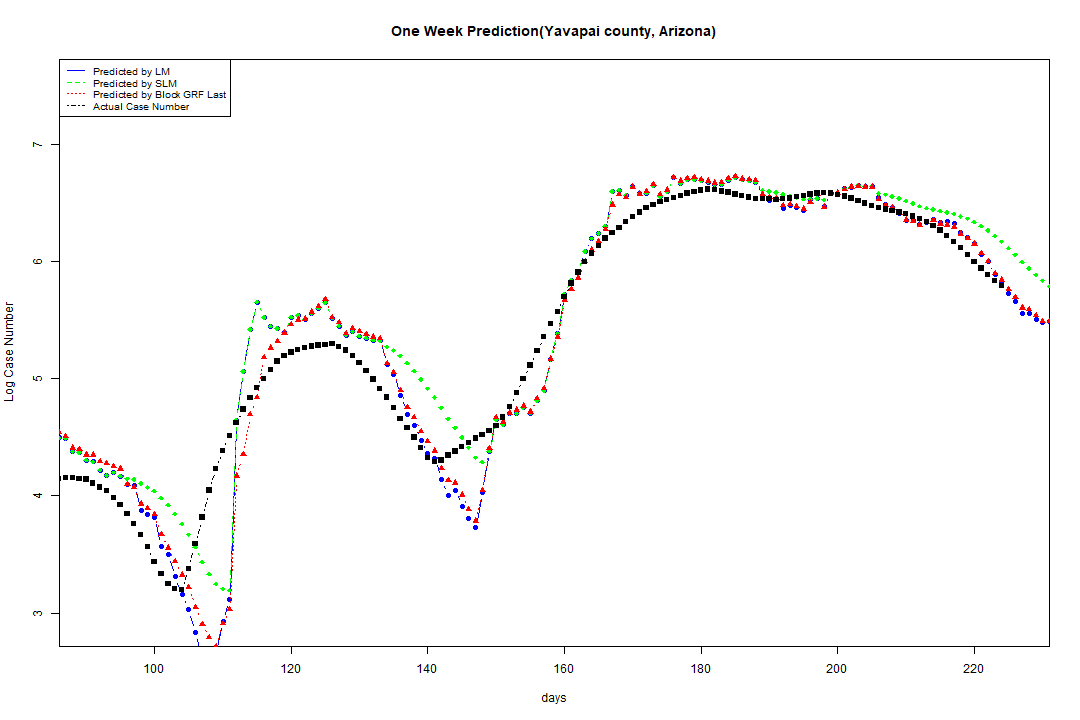 One Week Prediction(Yavapai county, Arizona)
Predicted by LM
Predicted by SLM
Predicted by Block GRF Last
Actual Case Number
7
6
5
4
3
Log Case Number
100 120 140 160 180 200 220
days